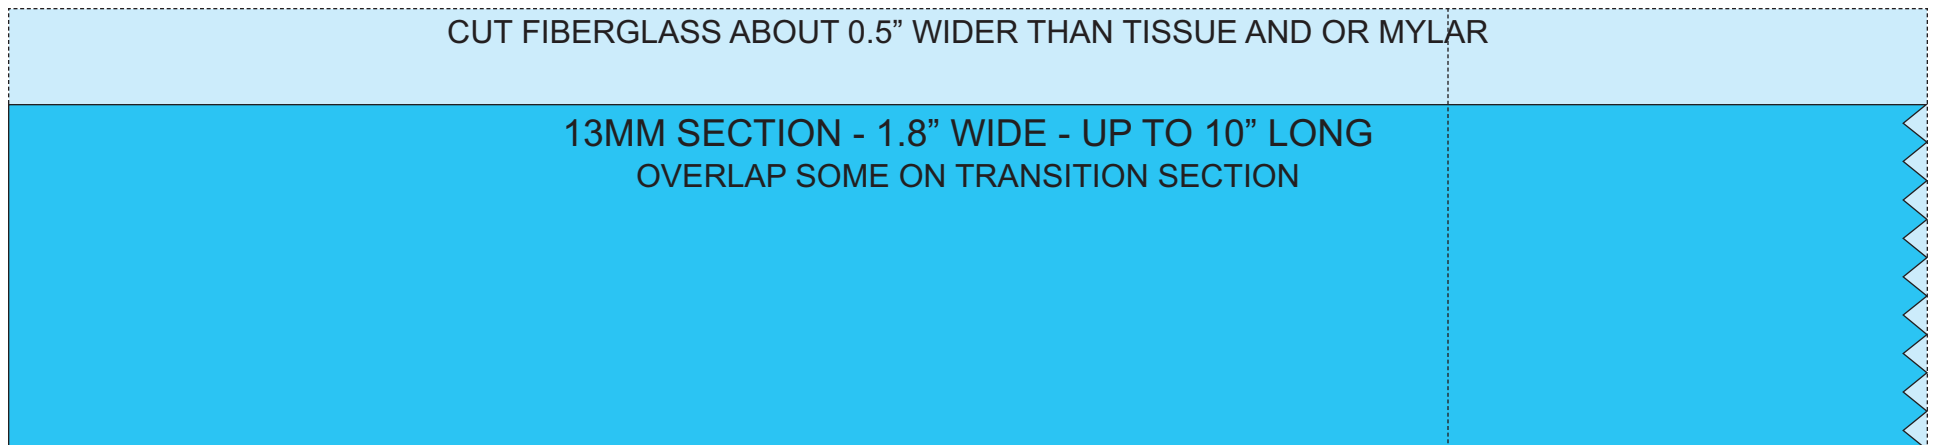 CUT FIBERGLASS ABOUT 0.5” WIDER THAN TISSUE AND OR MYLAR
13MM SECTION - 1.8” WIDE - UP TO 10” LONG
OVERLAP SOME ON TRANSITION SECTION